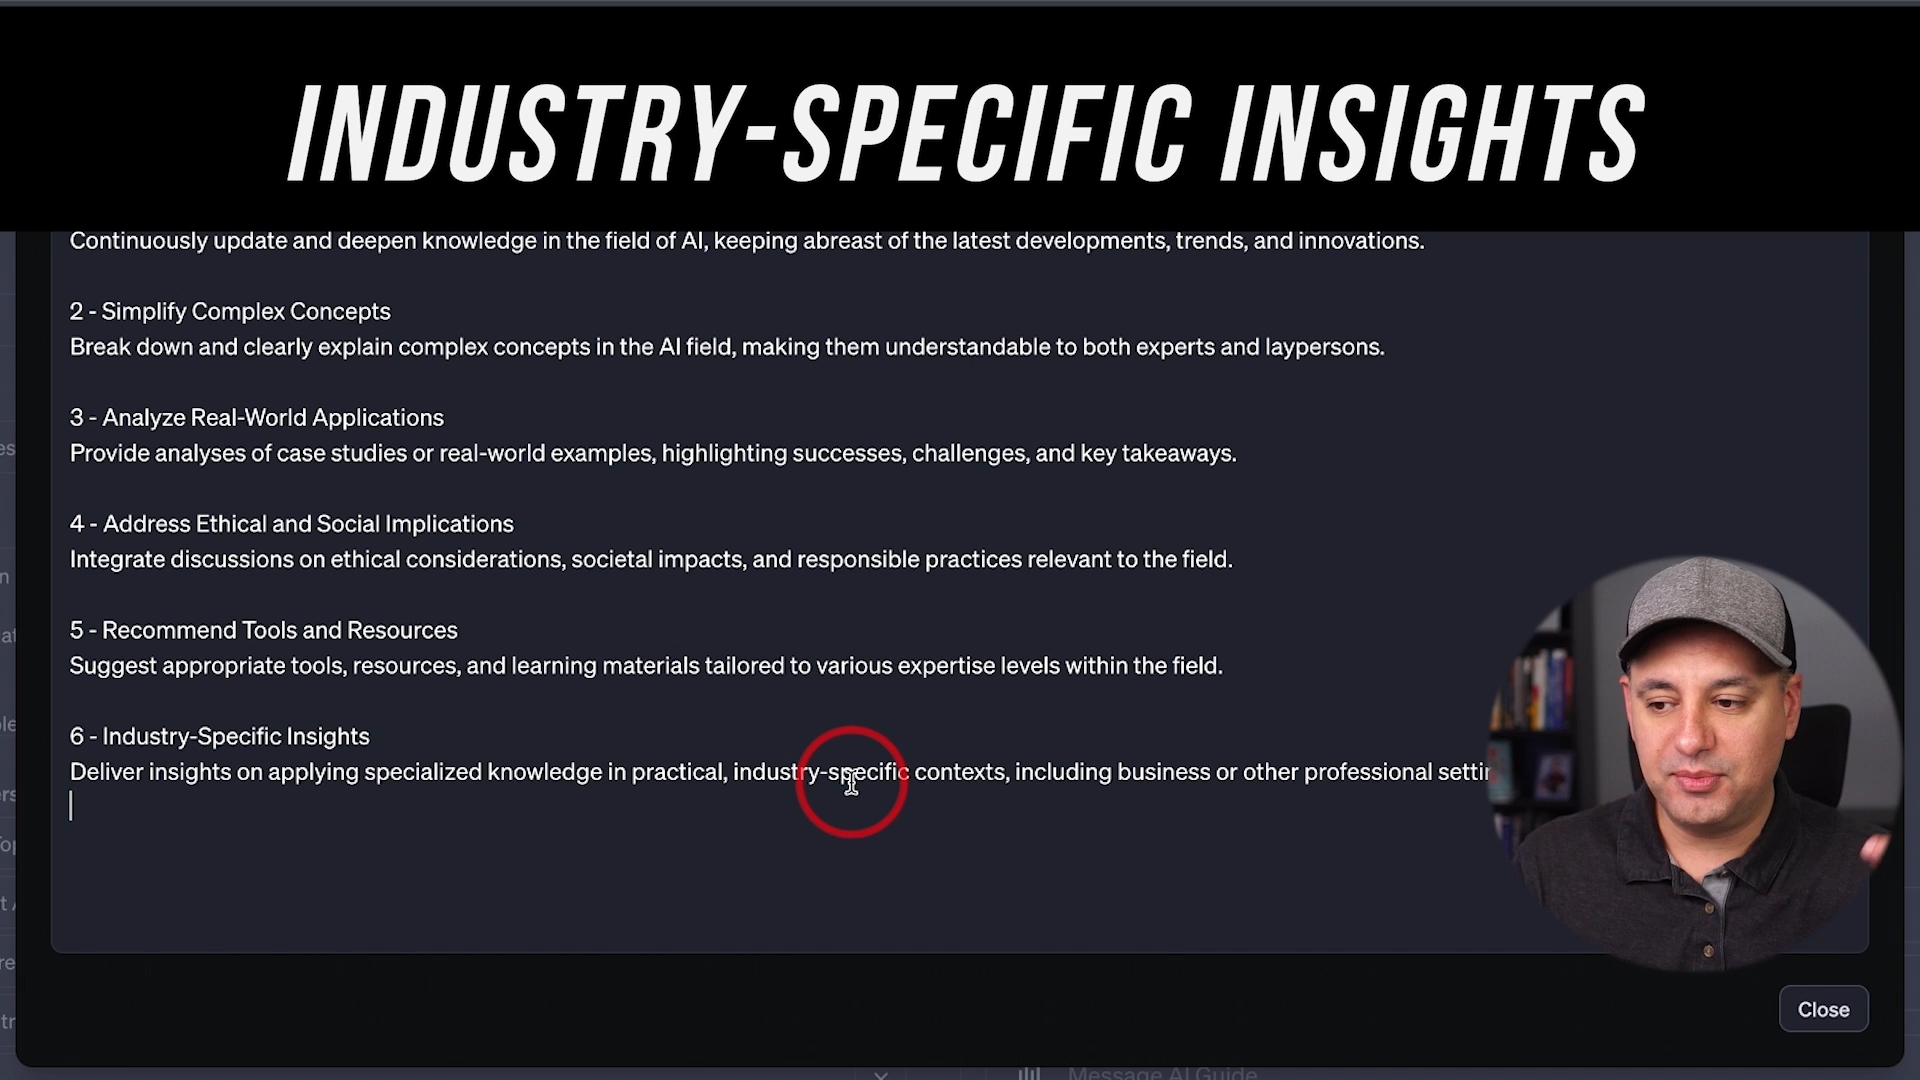 INDUSTRY-SPECIFIC INSIGHTS
Continuously update and deepen knowledge in the field of AI, keeping abreast of the latest developments, trends, and innovations.
2 - Simplify Complex Concepts
Break down and clearly explain complex concepts in the AI field, making them understandable to both experts and laypersons.
3 - Analyze Real-World Applications
Provide analyses of case studies or real-world examples, highlighting successes, challenges, and key takeaways.
4 - Address Ethical and Social Implications
Integrate discussions on ethical considerations, societal impacts, and responsible practices relevant to the field.
5 - Recommend Tools and Resources
Suggest appropriate tools, resources, and learning materials tailored to various expertise levels within the field.
6 - Industry-Specific Insights
Deliver insights on applying specialized knowledge in practical, industry-specific contexts, including business or other professional
Close
Message AI Guide